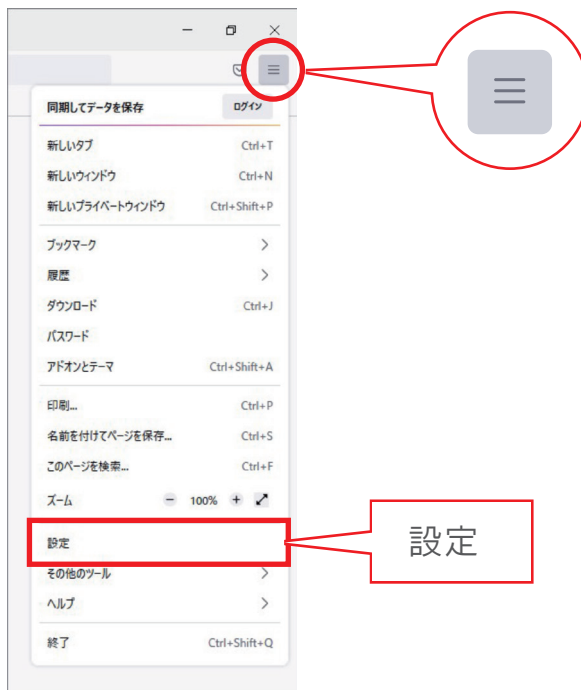 同期してデータを保存 ログイン
新しいタブ Ctrl+T
新しいウィンドウ Ctrl+N
新しいプライベートウィンドウ Ctrl+Shift+P
ブックマーク
履歴
ダウンロード Ctrl+J
パスワード
アドオンとテーマ Ctrl+Shift+A
印刷... Ctrl+P
名前を付けてページを保存... Ctrl+S
このページを検索... Ctrl+F
ズーム − 100% +
設定
設定
その他のツール
ヘルプ
終了 Ctrl+Shift+Q